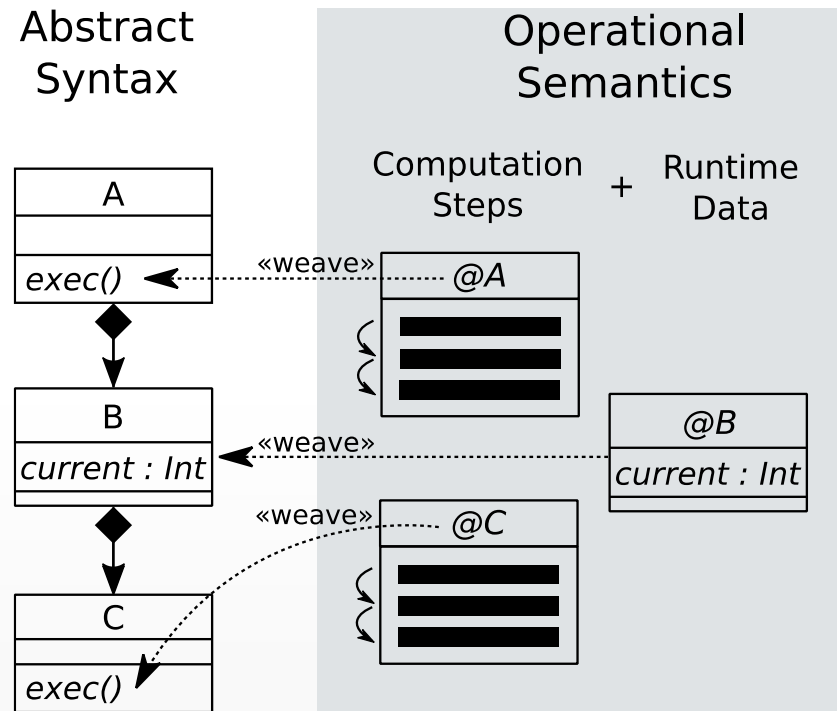 Abstract
Syntax
Operational
Semantics
Computation
Steps
+
Runtime
Data
A
exec()
«weave»
@A
B
current : Int
«weave»
@B
current : Int
«weave»
@C
C
exec()